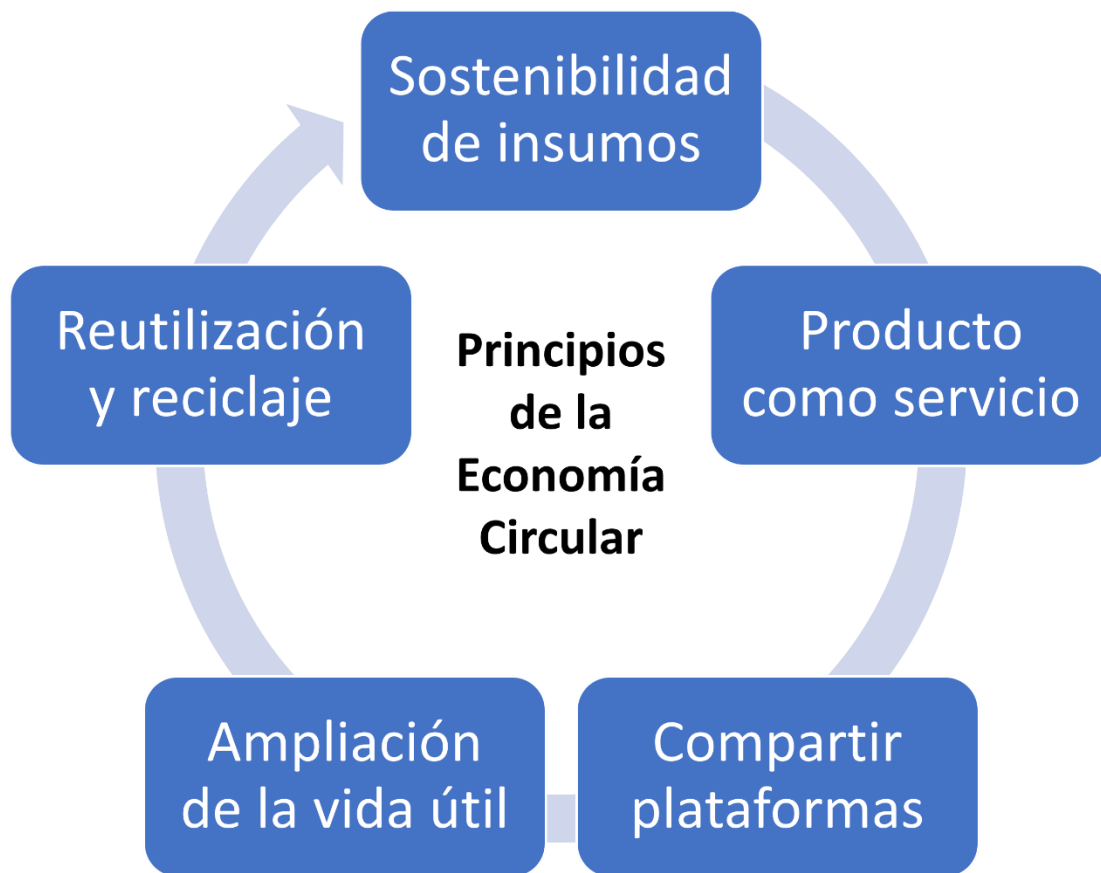 Sostenibilidad
de insumos
Producto
como servicio
Compartir
plataformas
Ampliación
de la vida útil
Reutilización
y reciclaje
Principios
de la
Economía
Circular